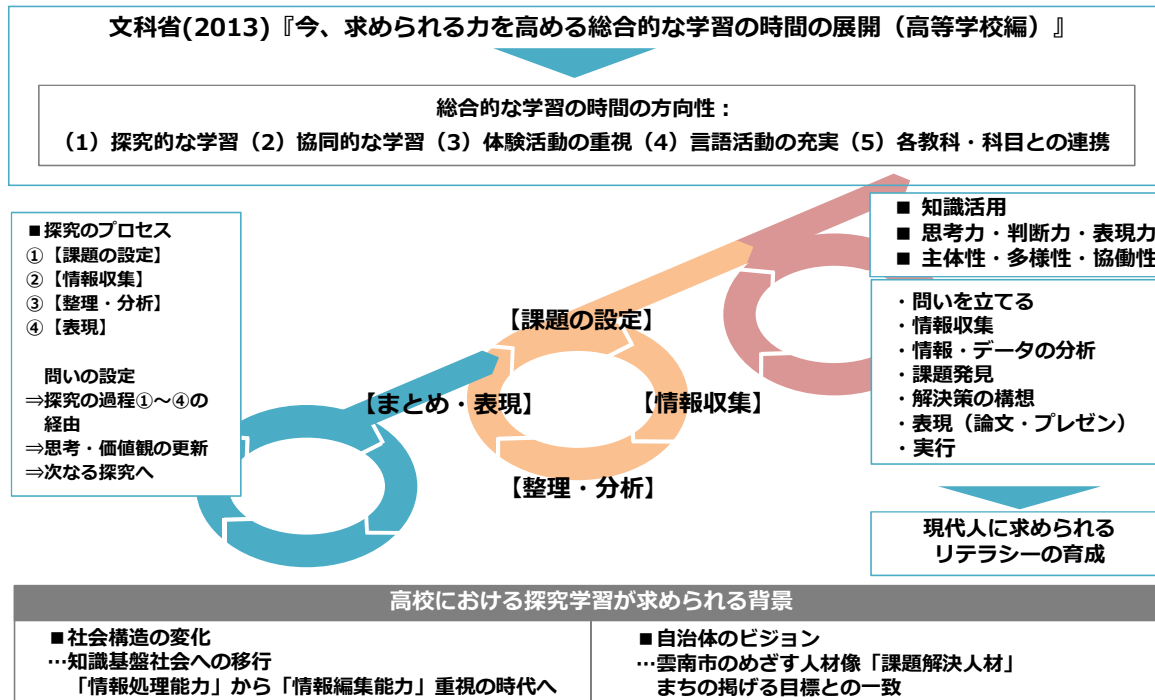 文科省(2013)『今、求められる力を高める総合的な学習の時間の展開（高等学校編）』
総合的な学習の時間の方向性：
（1）探究的な学習（2）協同的な学習（3）体験活動の重視（4）言語活動の充実（5）各教科・科目との連携
■探究のプロセス
①【課題の設定】
②【情報収集】
③【整理・分析】
④【表現】
問いの設定
⇒探究の過程①～④の
経由
⇒思考・価値観の更新
⇒次なる探究へ
【課題の設定】
【まとめ・表現】
【情報収集】
【整理・分析】
■ 知識活用
■ 思考力・判断力・表現力
■ 主体性・多様性・協働性
・問いを立てる
・情報収集
・情報・データの分析
・課題発見
・解決策の構想
・表現（論文・プレゼン）
・実行
現代人に求められる
リテラシーの育成
高校における探究学習が求められる背景
■社会構造の変化
…知識基盤社会への移行
「情報処理能力」から「情報編集能力」重視の時代へ
■自治体のビジョン
…雲南市のめざす人材像「課題解決人材」
まちの掲げる目標との一致